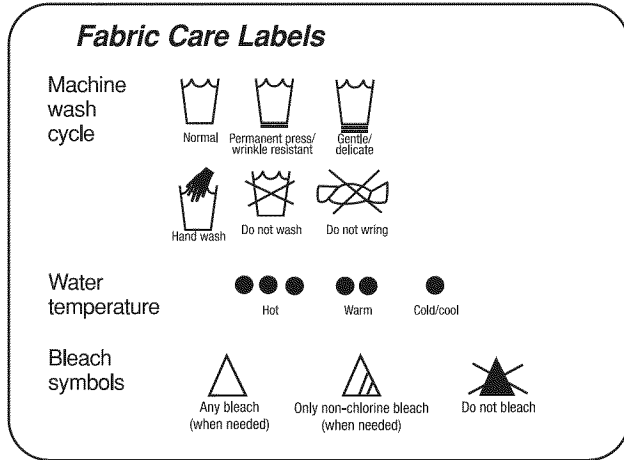 Fabric Care Labels
Machine
wash
cycle
Normal
Permanent press/
wrinkle resistant
Gentle/
delicate
Hand wash
Do not wash
Do not wring
Water
temperature
Hot
Warm
Cold/cool
Bleach
symbols
Any bleach
(when needed)
Only non-chlorine bleach
(when needed)
Do not bleach